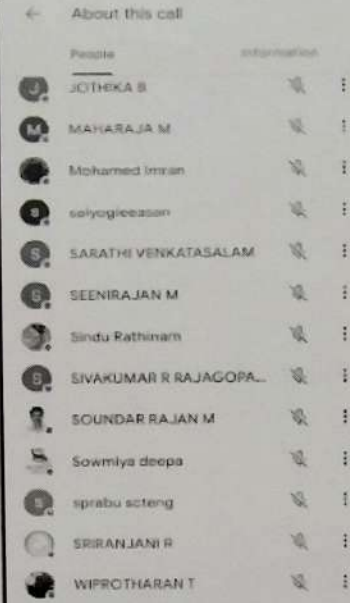 About this call
People Information
J JOTHIKA B
M MAHARAJA M
Mohamed Imran
s
S SARATHI VENKATASALAM
S SEENIRAJAN M
Sindu Rathinam
S SIVAKUMAR R RAJAGOPA...
SOUNDAR RAJAN M
Sowmiya deepa
s sprabu scteng
SRIRANJANI R
WIPROTHARAN T